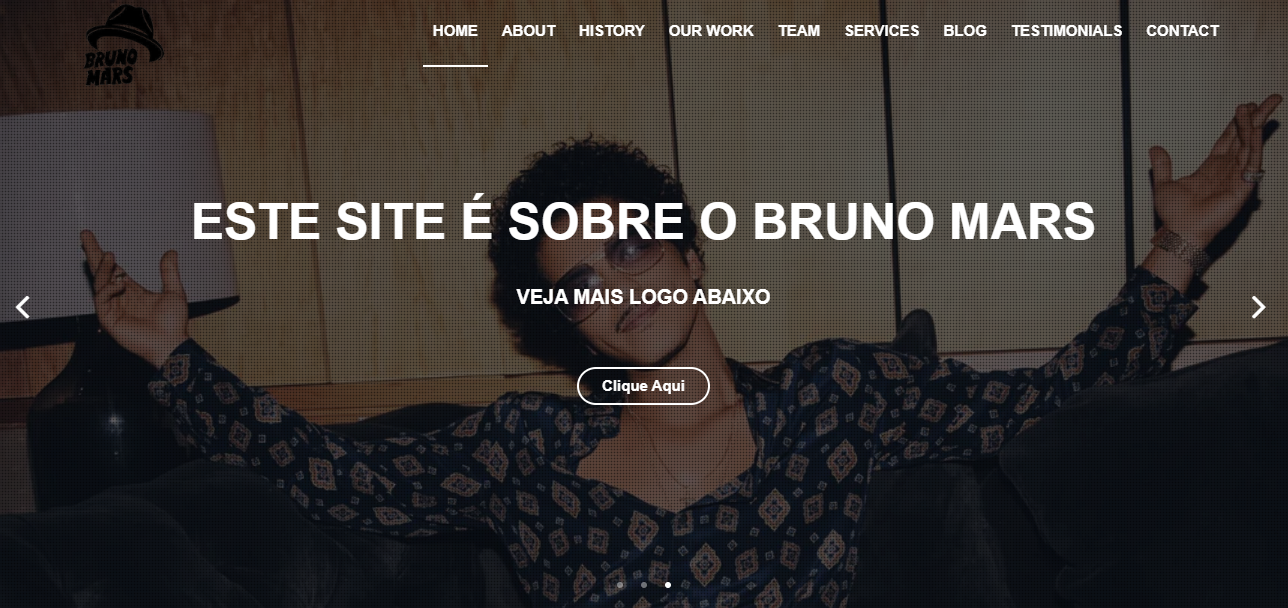 BRUNO
MARS
HOME ABOUT HISTORY OUR WORK TEAM SERVICES BLOG TESTIMONIALS CONTACT
ESTE SITE É SOBRE O BRUNO MARS
VEJA MAIS LOGO ABAIXO
Clique Aqui